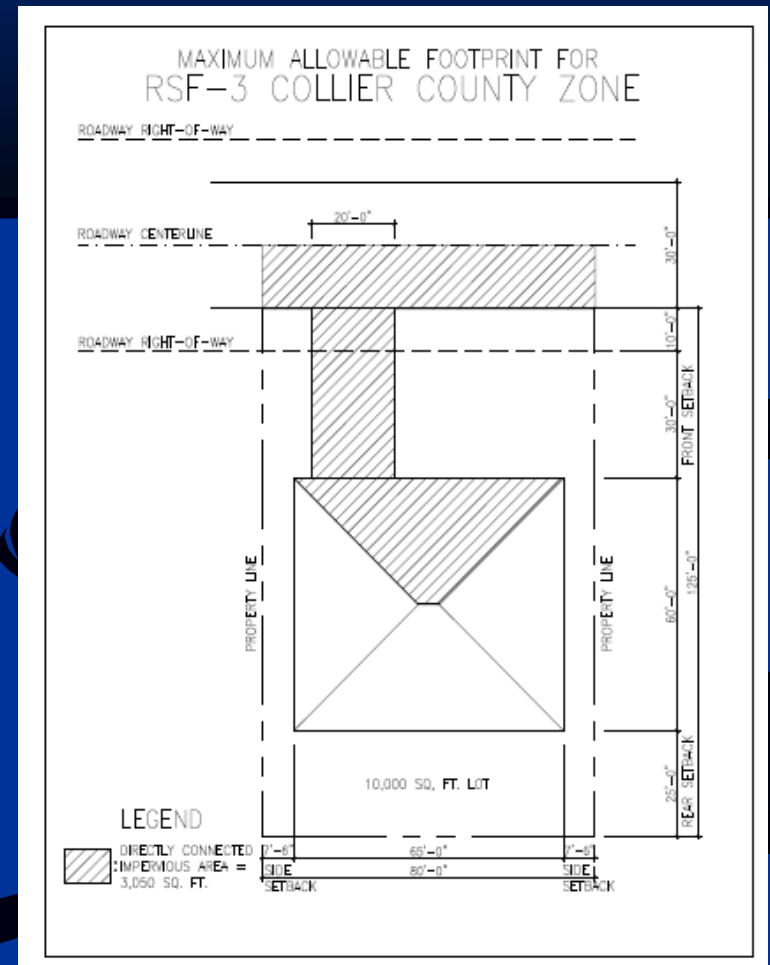 MAXIMUM ALLOWABLE FOOTPRINT FOR
RSF-3 COLLIER COUNTY ZONE
ROADWAY RIGHT-OF-WAY
20'-0"
ROADWAY CENTERLINE
30'-0"
ROADWAY RIGHT-OF-WAY
10'-0"
30'-0"
FRONT SETBACK
PROPERTY LINE
PROPERTY LINE
60'-0"
125'-0"
25'-0"
REAR SETBACK
10,000 SQ. FT. LOT
LEGEND
DIRECTLY CONNECTED
IMPERVIOUS AREA =
3,050 SQ. FT.
7'-6"
65'-0"
7'-6"
SIDE
SETBACK
80'-0"
SIDE
SETBACK